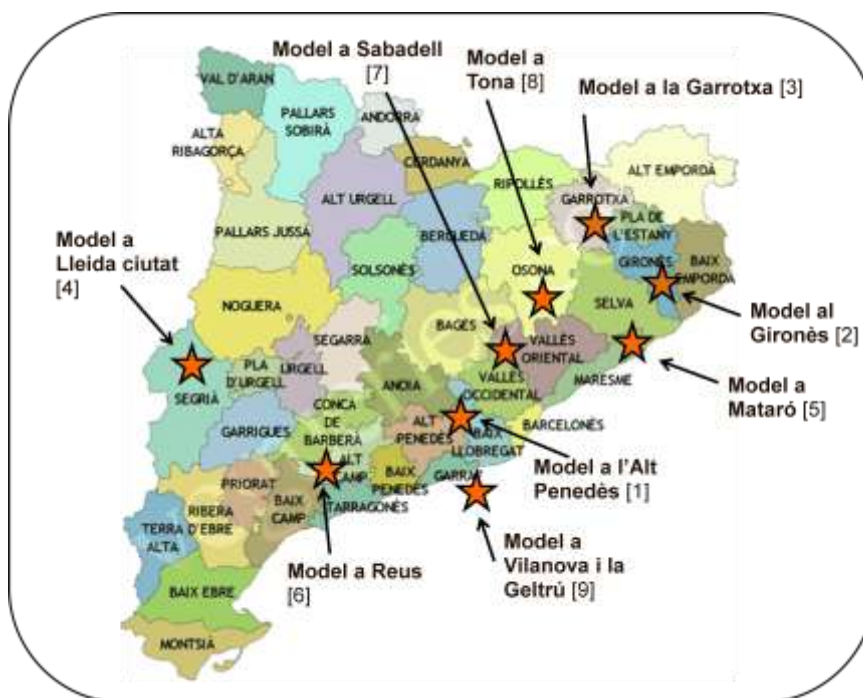 Model a Sabadell
[7]
Model a
Tona [8]
Model a la Garrotxa [3]
VAL D'ARAN
PALLARS
SOBIRÀ
ANDORRA
ALTA
RIBAGORÇA
CERDANYA
RIPOLLÈS
ALT EMPORDÀ
GARROTXA
ALT URGELL
PLA DE
L'ESTANY
PALLARS JUSSÀ
BERGUEDÀ
Model a
Lleida ciutat
[4]
SOLSONÈS
OSONA
GIRONÈS
BAIX
EMPORDÀ
NOGUERA
SELVA
BAGES
Model al
Gironès [2]
SEGARRA
VALLÈS
ORIENTAL
PLA
D'URGELL
URGELL
SEGRIÀ
ANOIA
VALLÈS
OCCIDENTAL
MARESME
Model a
Mataró [5]
CONCA
DE
BARBERÀ
GARRIGUES
ALT
PENEDÈS
BARCELONÈS
BAIX
LLOBREGAT
ALT
CAMP
Model a l'Alt
Penedès [1]
PRIORAT
BAIX
PENEDÈS
GARRAF
BAIX
CAMP
TARRAGONÈS
RIBERA
D'EBRE
TERRA
ALTA
Model a
Vilanova i la
Geltrú [9]
Model a Reus
[6]
BAIX EBRE
MONTSIÀ